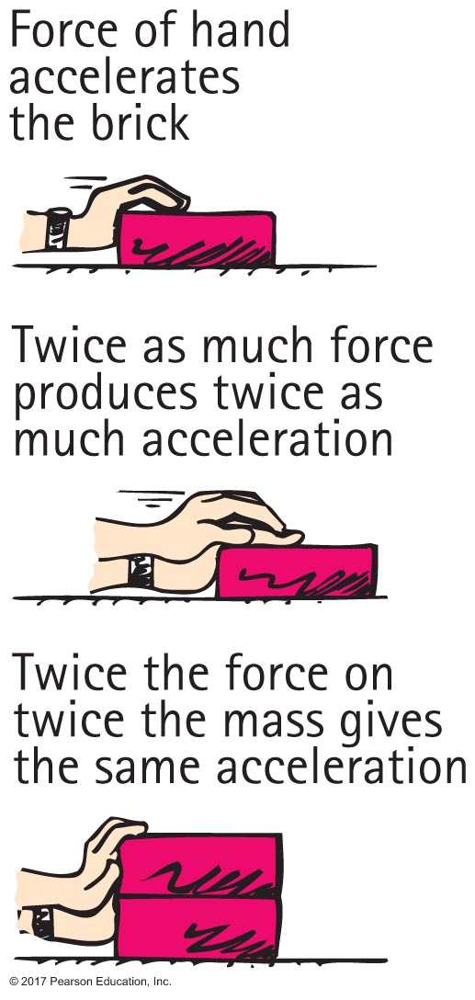 Force of hand
accelerates
the brick
Twice as much force
produces twice as
much acceleration
Twice the force on
twice the mass gives
the same acceleration
© 2017 Pearson Education, Inc.